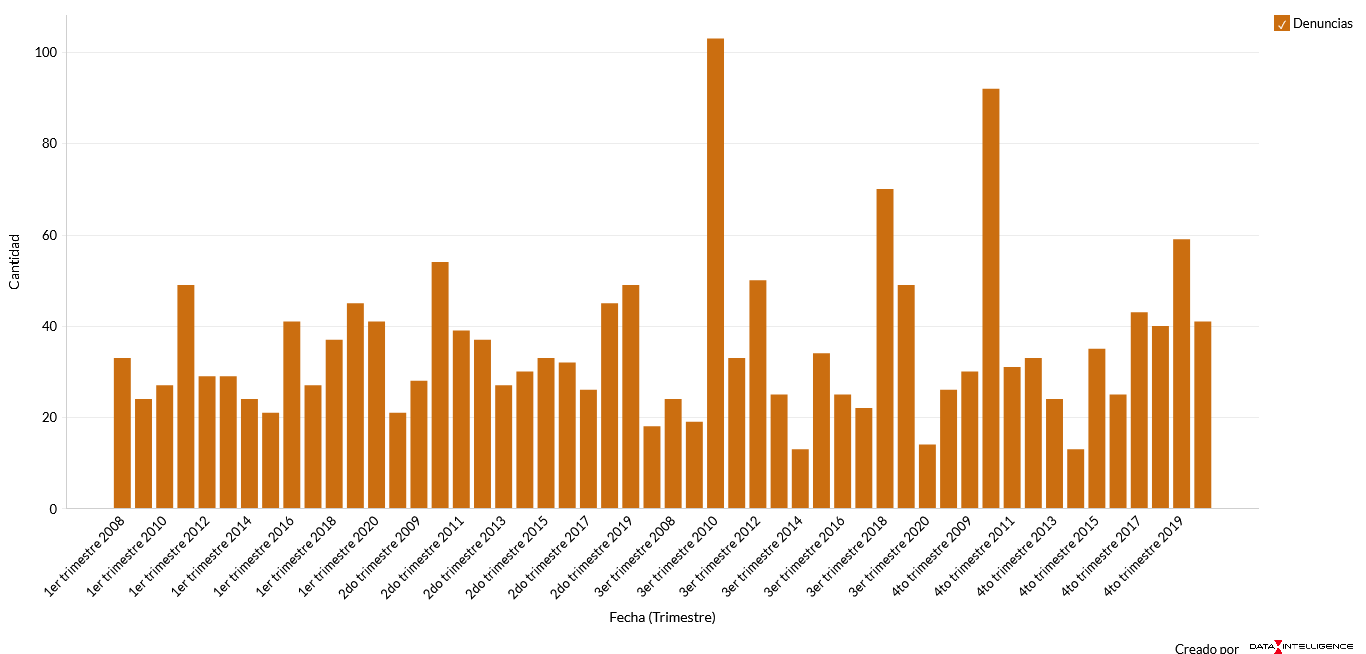 Denuncias
100
80
60
40
20
0
Cantidad
1er trimestre 2008
1er trimestre 2010
1er trimestre 2012
1er trimestre 2014
1er trimestre 2016
1er trimestre 2018
1er trimestre 2020
2do trimestre 2009
2do trimestre 2011
2do trimestre 2013
2do trimestre 2015
2do trimestre 2017
2do trimestre 2019
3er trimestre 2008
3er trimestre 2010
3er trimestre 2012
3er trimestre 2014
3er trimestre 2016
3er trimestre 2018
3er trimestre 2020
4to trimestre 2009
4to trimestre 2011
4to trimestre 2013
4to trimestre 2015
4to trimestre 2017
4to trimestre 2019
Fecha (Trimestre)
Creado por DATA INTELLIGENCE